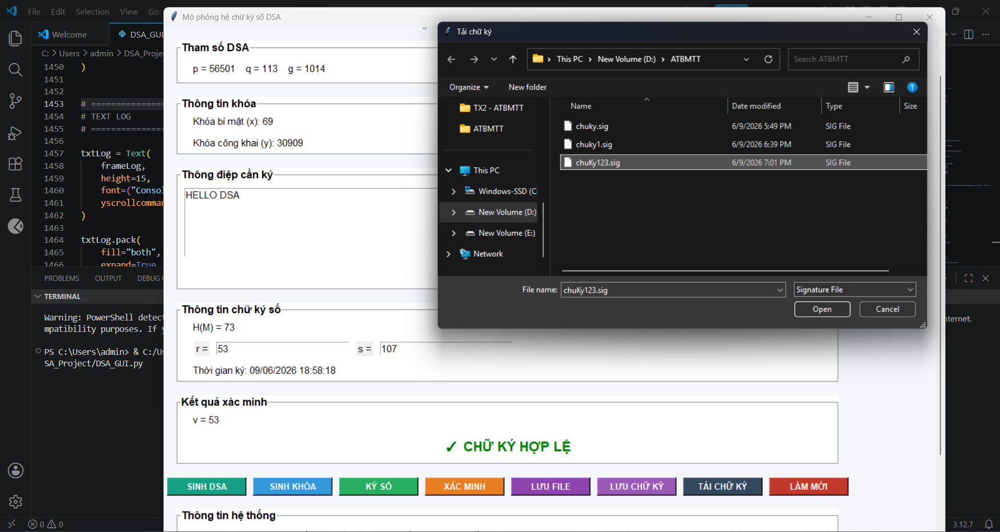 File Edit Selection View Go
Welcome
DSA_GUI
C: > Users > admin > DSA_Proje
1450 )
1451
1452
1453 # ===============
1454 # TEXT LOG
1455 # ===============
1456
1457 txtLog = Text(
1458 frameLog,
1459 height=15,
1460 font=("Consol
1461 yscrollcomman
1462 )
1463
1464 txtLog.pack(
1465 fill="both",
1466 expand=True
PROBLEMS OUTPUT DEBUG
TERMINAL
Warning: PowerShell detect
mpatibility purposes. If y
nternet.
PS C:\Users\admin> & C:/Us
SA_Project/DSA_GUI.py
0 0
3.12.7
Mô phỏng hệ chữ ký số DSA
Tham số DSA
p = 56501 q = 113 g = 1014
Thông tin khóa
Khóa bí mật (x): 69
Khóa công khai (y): 30909
Thông điệp cần ký
HELLO DSA
Thông tin chữ ký số
H(M) = 73
r = 53 s = 107
Thời gian ký: 09/06/2026 18:58:18
Kết quả xác minh
v = 53
✓ CHỮ KÝ HỢP LỆ
SINH DSA SINH KHÓA KÝ SỐ XÁC MINH LƯU FILE LƯU CHỮ KÝ TẢI CHỮ KÝ LÀM MỚI
Thông tin hệ thống
Tải chữ ký
This PC > New Volume (D:) > ATBMTT
Search ATBMTT
Organize New folder
TX2 - ATBMTT
ATBMTT
This PC
Windows-SSD (C:
New Volume (D:)
New Volume (E:)
Network
Name Date modified Type Size
chuky.sig 6/9/2026 5:49 PM SIG File
chuky1.sig 6/9/2026 6:39 PM SIG File
chuKy123.sig 6/9/2026 7:01 PM SIG File
File name: chuKy123.sig Signature File
Open Cancel